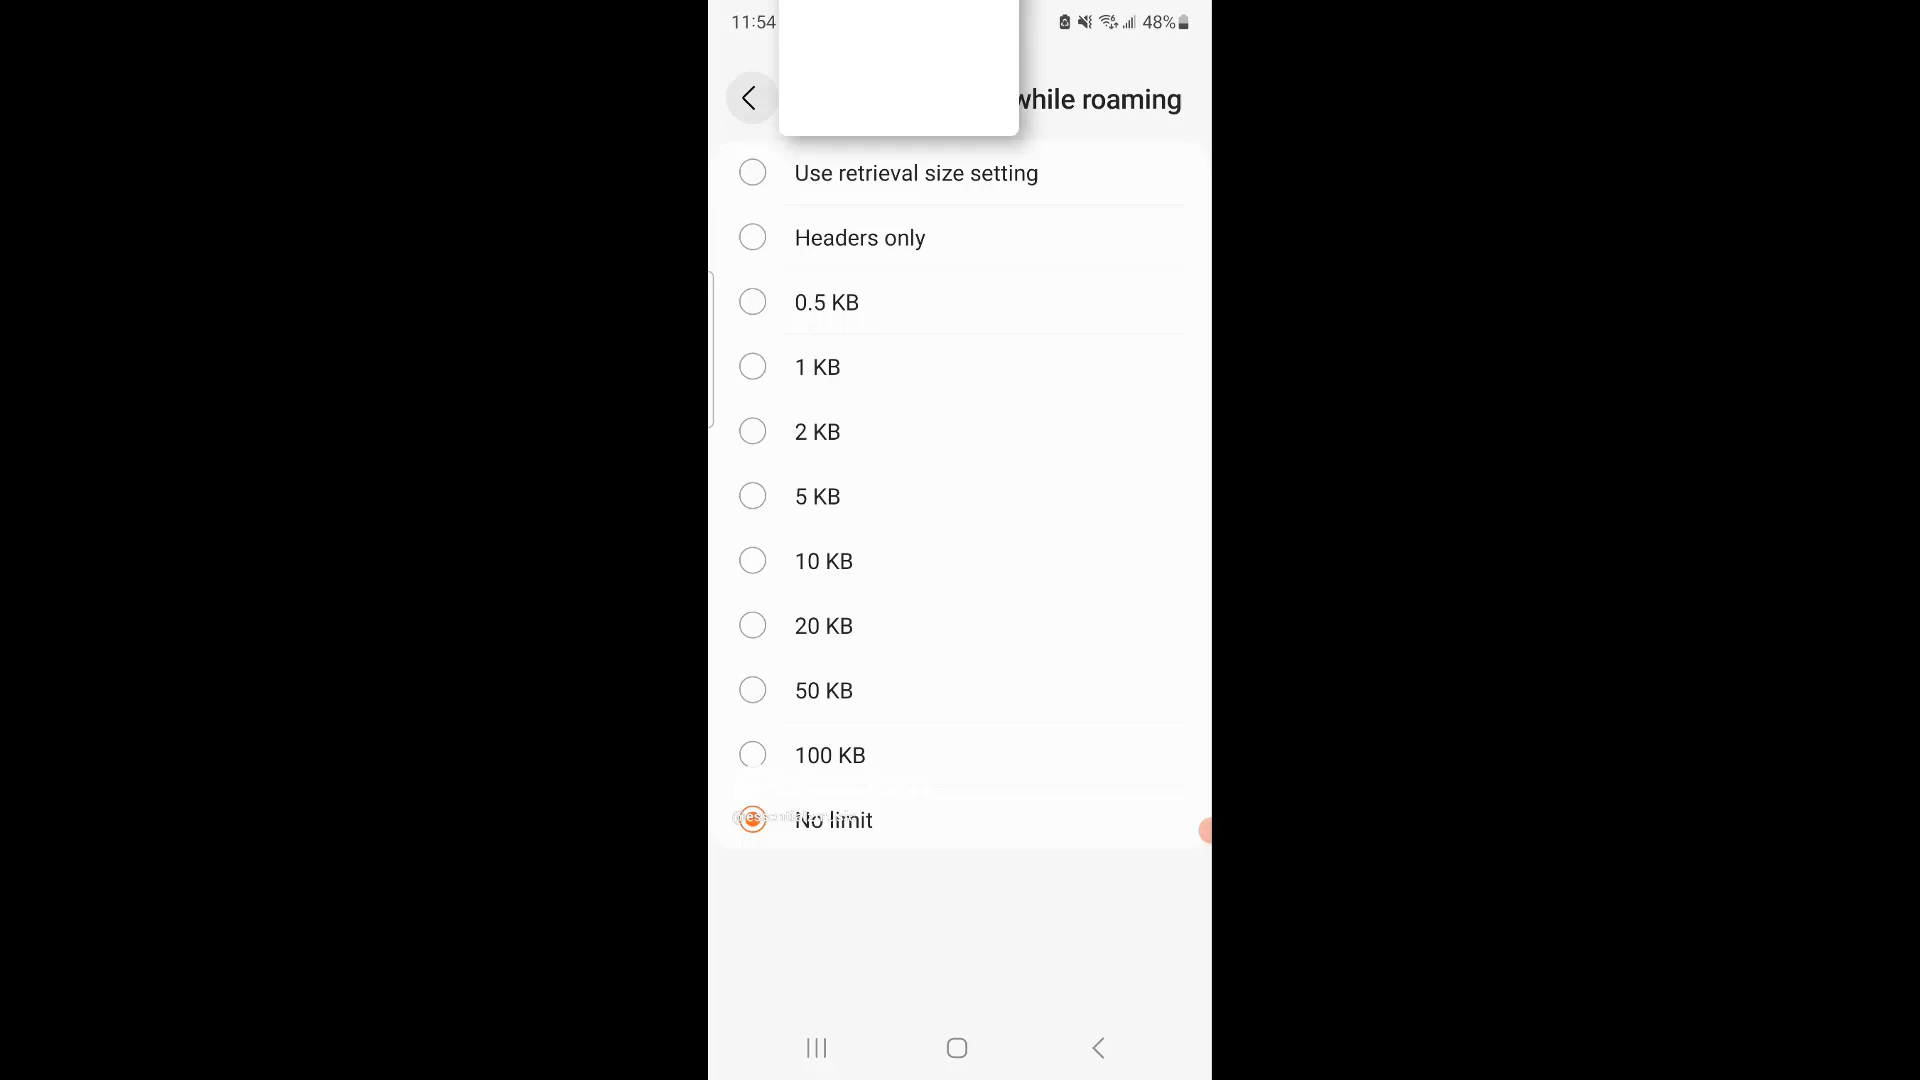 11:54
48%
while roaming
Use retrieval size setting
Headers only
0.5 KB
1 KB
2 KB
5 KB
10 KB
20 KB
50 KB
100 KB
No limit